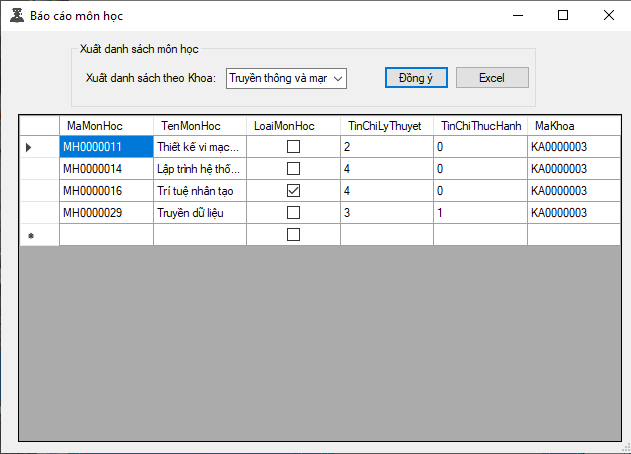 Báo cáo môn học
Xuất danh sách môn học
Xuất danh sách theo Khoa: Truyền thông và mạr Đồng ý Excel
MaMonHoc TenMonHoc LoaiMonHoc TinChiLyThuyet TinChiThucHanh MaKhoa
MH0000011 Thiết kế vi mạc... 2 0 KA0000003
MH0000014 Lập trình hệ thố... 4 0 KA0000003
MH0000016 Trí tuệ nhân tạo 4 0 KA0000003
MH0000029 Truyền dữ liệu 3 1 KA0000003